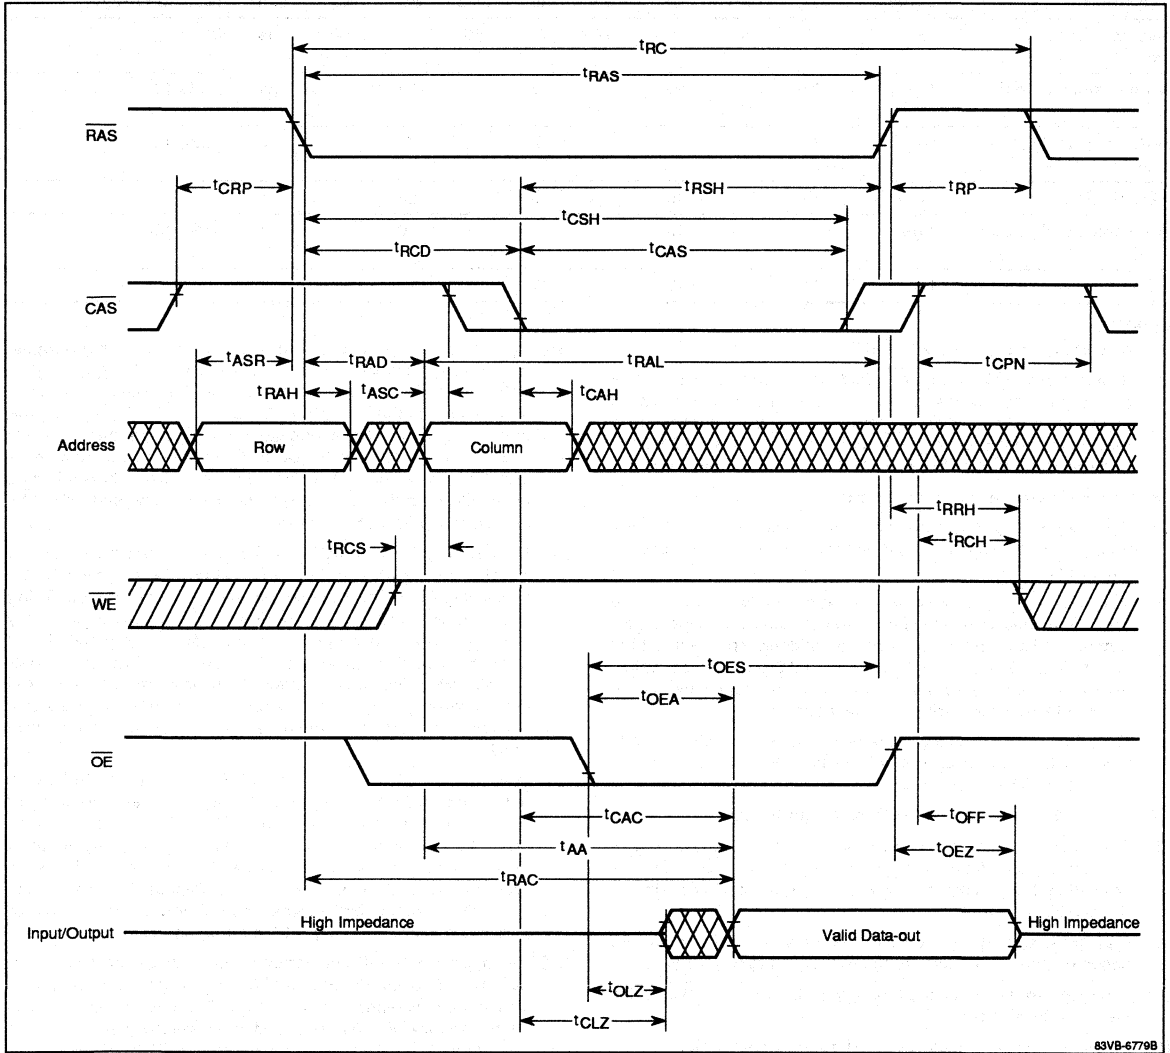 tRC
tRAS
RAS
tCRP
tRSH
tRP
tCSH
tRCD
tCAS
CAS
tASR
tRAD
tRAL
tCPN
tRAH
tASC
tCAH
Address
Row
Column
tRRH
tRCS
tRCH
WE
tOES
tOEA
OE
tCAC
tOFF
tAA
tOEZ
tRAC
Input/Output
High Impedance
Valid Data-out
High Impedance
tOLZ
tCLZ
83VB-6779B